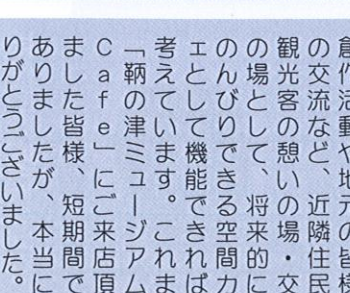 創作活動や地元の皆様
の交流など、近隣住民
観光客の憩いの場・交
の場として、将来的に
のんびりできる空間カ
ェとして機能できれば
考えています。これま
「鞆の津ミュージアム
Cafe」にご来店頂
ました皆様、短期間で
ありましたが、本当に
りがとうございました。